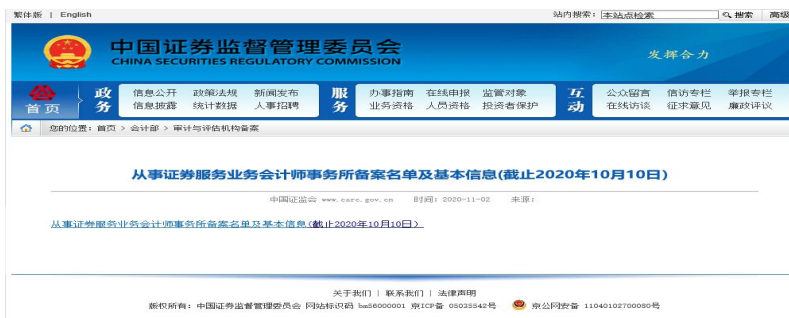 繁体版 | English 站内搜索: 本站点检索 搜索 高级
中国证券监督管理委员会
CHINA SECURITIES REGULATORY COMMISSION
发挥合力
首页 政务 信息公开 政策法规 新闻发布 服务 办事指南 在线申报 监管对象 互动 公众留言 信访专栏 举报专栏
信息披露 统计数据 人事招聘 业务资格 人员资格 投资者保护 在线访谈 征求意见 廉政评议
您的位置: 首页 > 会计部 > 审计与评估机构备案
从事证券服务业务会计师事务所备案名单及基本信息(截止2020年10月10日)
中国证监会 www.csrc.gov.cn 时间: 2020-11-02 来源:
从事证券服务业务会计师事务所备案名单及基本信息(截止2020年10月10日)
关于我们 | 联系我们 | 法律声明
版权所有: 中国证券监督管理委员会 网站标识码 bm56000001 京ICP备 05035542号 京公网安备 11040102700080号